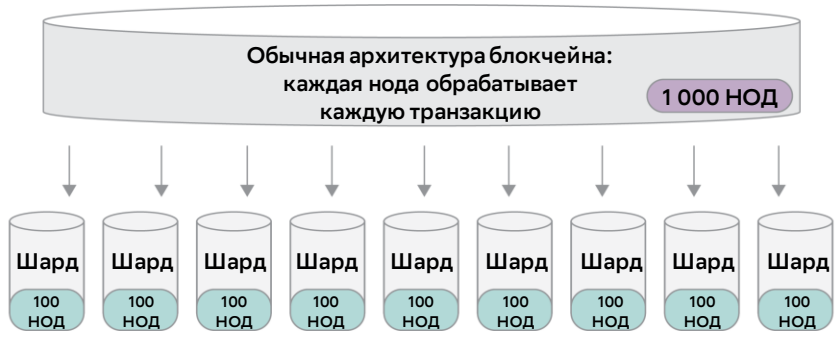 Обычная архитектура блокчейна:
каждая нода обрабатывает
каждую транзакцию
1 000 НОД
Шард Шард Шард Шард Шард Шард Шард Шард Шард
100 100 100 100 100 100 100 100 100
НОД НОД НОД НОД НОД НОД НОД НОД НОД